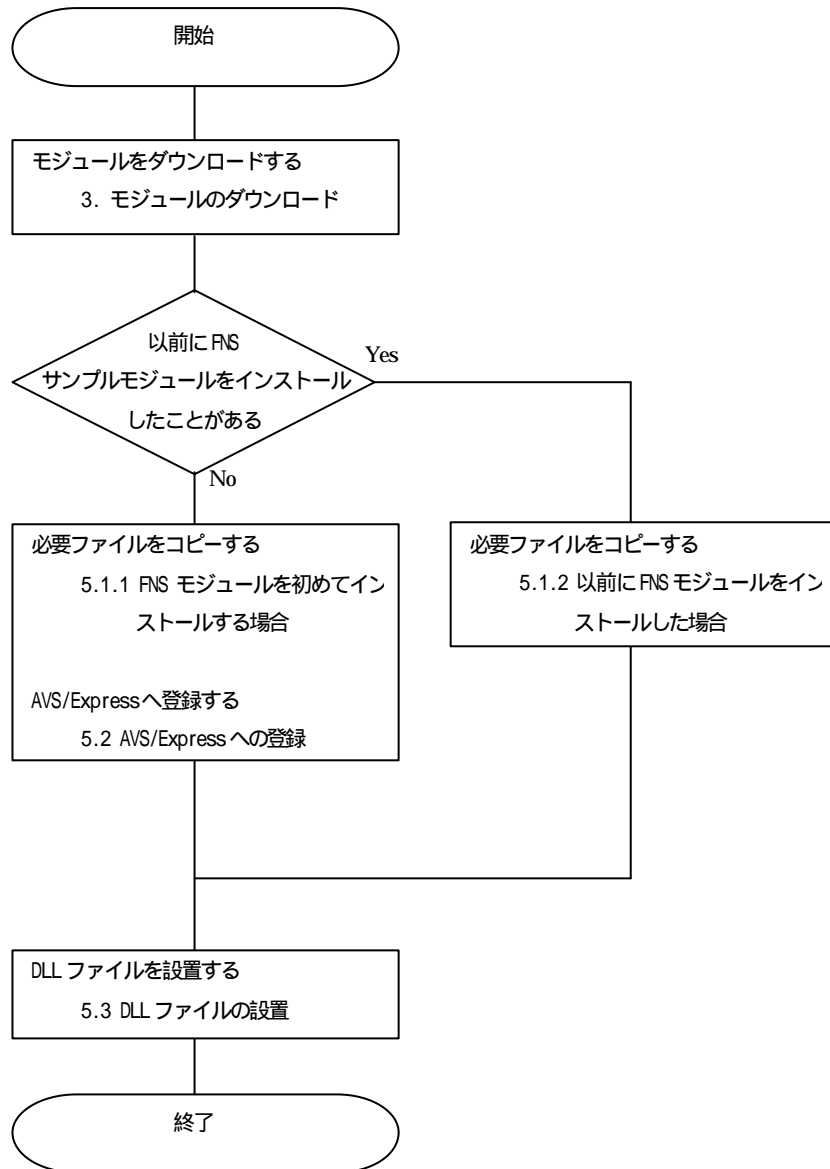 開始
モジュールをダウンロードする
3. モジュールのダウンロード
以前に FNS
サンプルモジュールをインストール
したことがある
Yes
No
必要ファイルをコピーする
5.1.1 FNS モジュールを初めてイン
ストールする場合
AVS/Expressへ登録する
5.2 AVS/Express への登録
必要ファイルをコピーする
5.1.2 以前に FNS モジュールをイン
ストールした場合
DLL ファイルを設置する
5.3 DLL ファイルの設置
終了